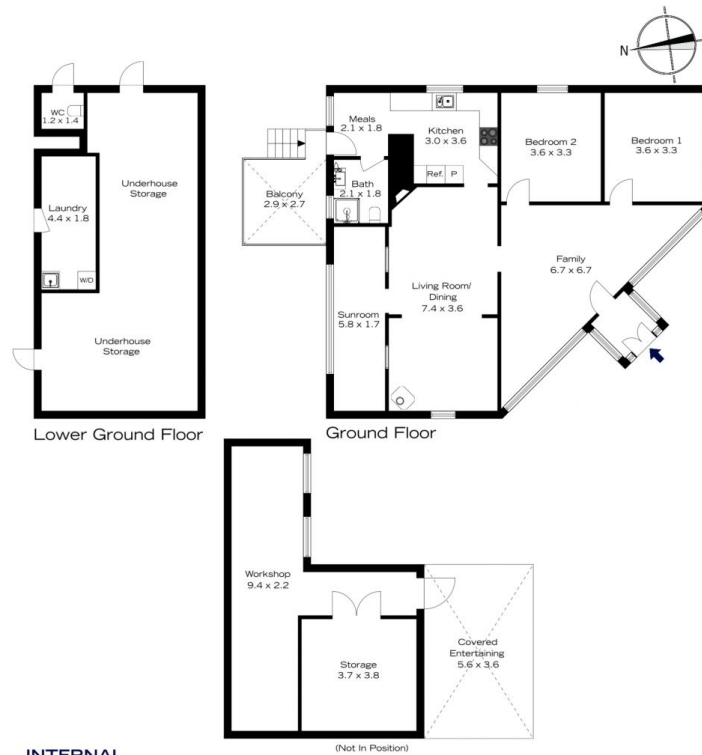 N
WC
1.2 x 1.4
Underhouse
Storage
Laundry
4.4 x 1.8
W/D
Underhouse
Storage
Lower Ground Floor
Meals
2.1 x 1.8
Kitchen
3.0 x 3.6
Ref.
P
Bedroom 2
3.6 x 3.3
Bedroom 1
3.6 x 3.3
Balcony
2.9 x 2.7
Bath
2.1 x 1.8
Family
6.7 x 6.7
Living Room/
Dining
7.4 x 3.6
Sunroom
5.8 x 1.7
Ground Floor
Workshop
9.4 x 2.2
Storage
3.7 x 3.8
Covered
Entertaining
5.6 x 3.6
(Not In Position)
INTERNAL